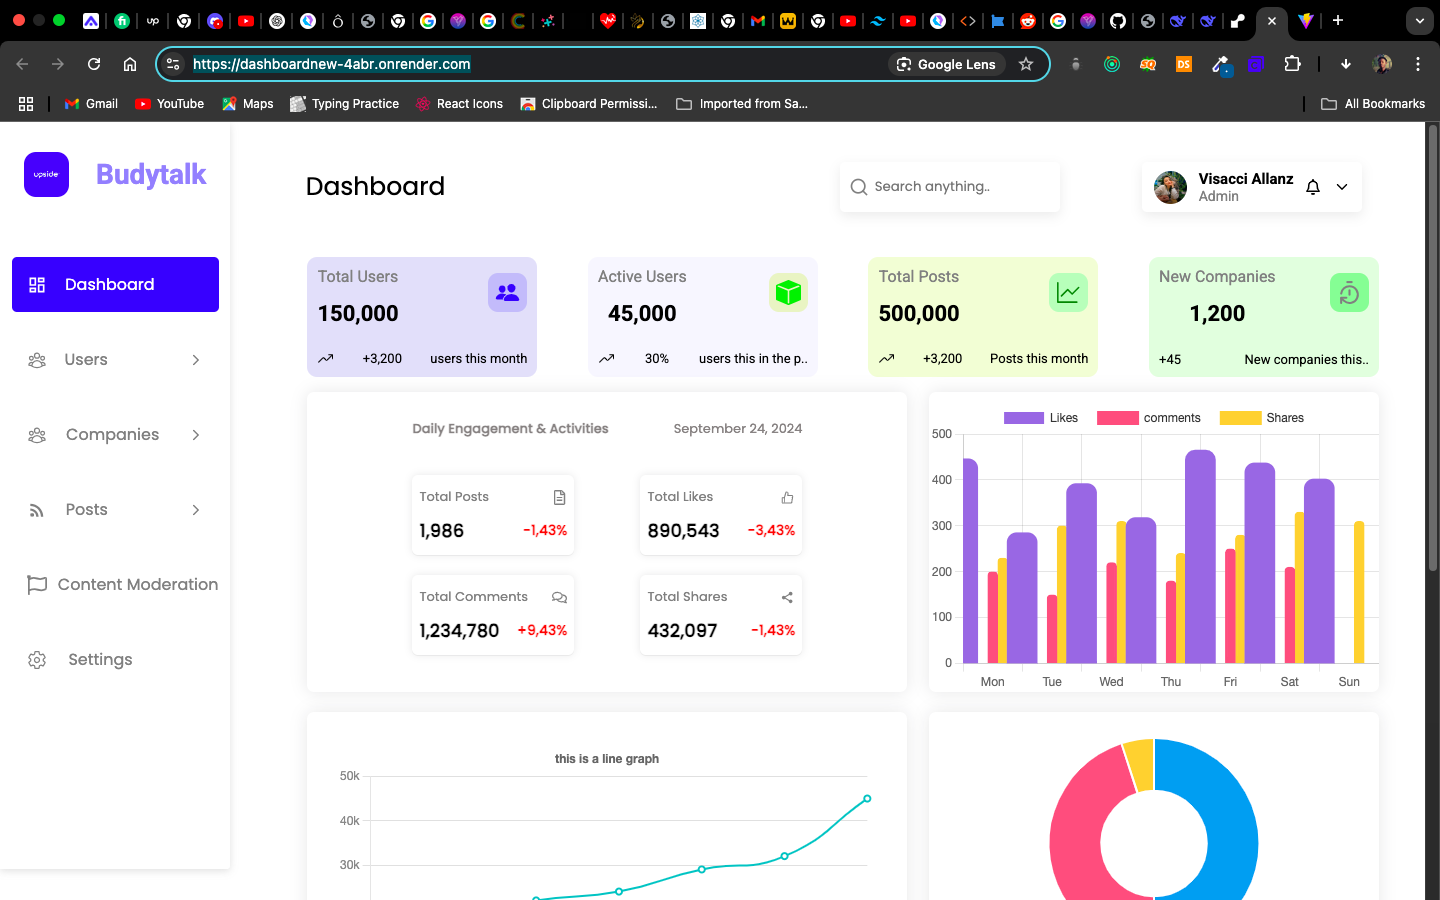 https://dashboardnew-4abr.onrender.com
Google Lens
Gmail
YouTube
Maps
Typing Practice
React Icons
Clipboard Permissi...
Imported from Sa...
All Bookmarks
upside
Budytalk
Dashboard
Search anything..
Visacci Allanz
Admin
Dashboard
Users
Companies
Posts
Content Moderation
Settings
Total Users
150,000
+3,200 users this month
Active Users
45,000
30% users this in the p..
Total Posts
500,000
+3,200 Posts this month
New Companies
1,200
+45 New companies this..
Daily Engagement & Activities
September 24, 2024
Total Posts
1,986 -1,43%
Total Likes
890,543 -3,43%
Total Comments
1,234,780 +9,43%
Total Shares
432,097 -1,43%
Likes comments Shares
500
400
300
200
100
0
Mon Tue Wed Thu Fri Sat Sun
this is a line graph
50k
40k
30k